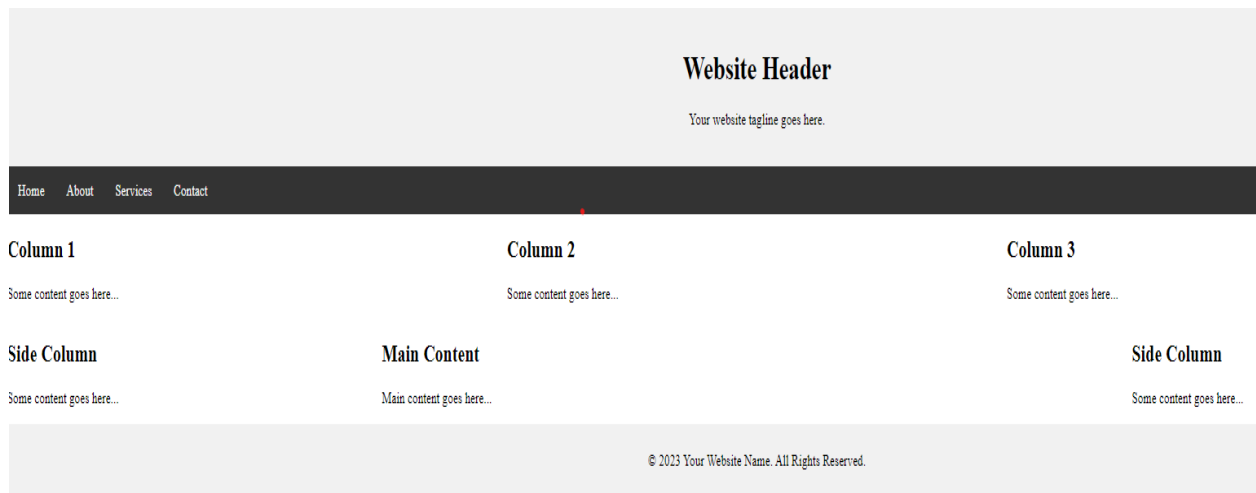 Website Header
Your website tagline goes here.
Home About Services Contact
Column 1 Column 2 Column 3
Some content goes here... Some content goes here... Some content goes here...
Side Column Main Content Side Column
Some content goes here... Main content goes here... Some content goes here...
© 2023 Your Website Name. All Rights Reserved.